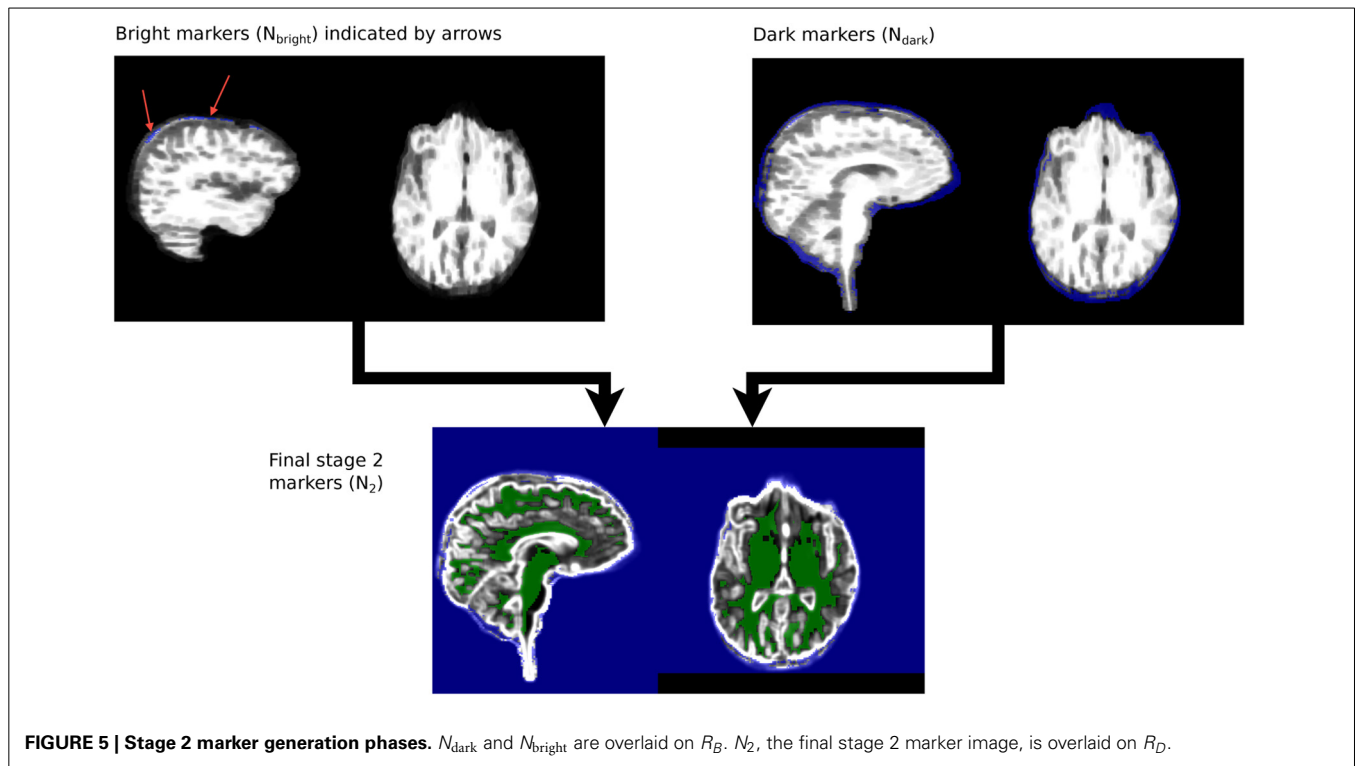 Bright markers (N_bright) indicated by arrows
Dark markers (N_dark)
Final stage 2
markers (N_2)
FIGURE 5 | Stage 2 marker generation phases. N_dark and N_bright are overlaid on R_B. N_2, the final stage 2 marker image, is overlaid on R_D.